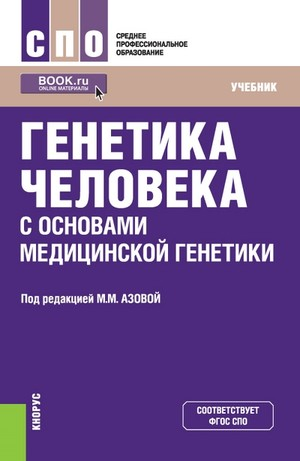 СПО
СРЕДНЕЕ
ПРОФЕССИОНАЛЬНОЕ
ОБРАЗОВАНИЕ
BOOK.ru
ONLINE МАТЕРИАЛЫ
УЧЕБНИК
ГЕНЕТИКА
ЧЕЛОВЕКА
С ОСНОВАМИ
МЕДИЦИНСКОЙ ГЕНЕТИКИ
Под редакцией М.М. АЗОВОЙ
КНОРУС
СООТВЕТСТВУЕТ
ФГОС СПО